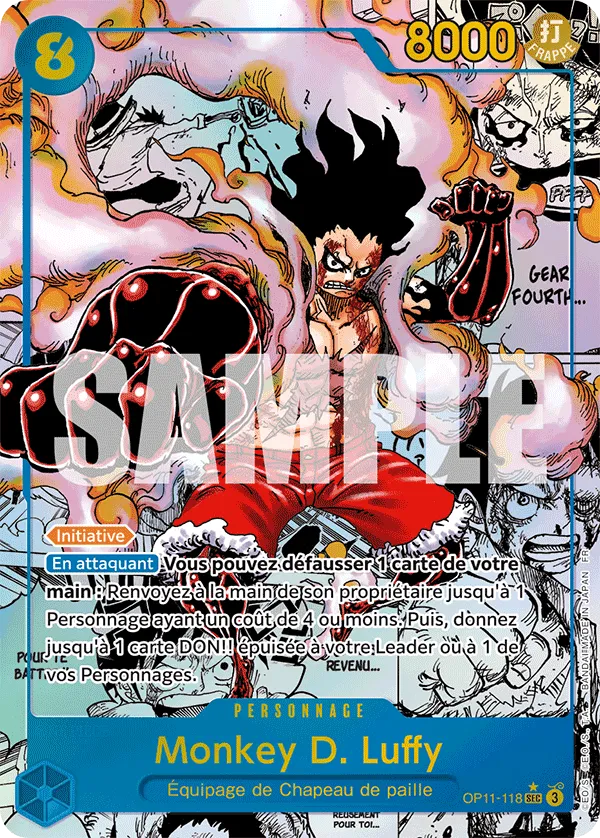 8
8000
打
FRAPPE
GEAR
FOURTH...
SAMPLE
Initiative
En attaquant Vous pouvez défausser 1 carte de votre
main : Renvoyez à la main de son propriétaire jusqu'à 1
Personnage ayant un coût de 4 ou moins. Puis, donnez
jusqu'à 1 carte DON!! épuisée à votre Leader ou à 1 de
vos Personnages.
REVENU...
PERSONNAGE
Monkey D. Luffy
Équipage de Chapeau de paille
OP11-118 SEC 3
POUR TOI...